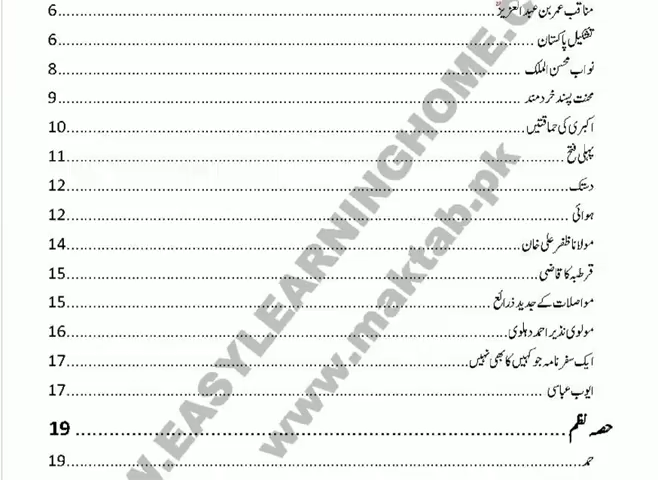 مناقب عمر بن عبدالعزیزؒ........................6
تشکیل پاکستان........................6
نواب محسن الملک........................8
محنت پسند خردمند........................9
اکبری کی حماقتیں........................10
پہلی فتح........................11
دستک........................12
ہوائی........................12
مولانا ظفر علی خان........................14
قرطبہ کا قاضی........................15
مواصلات کے جدید ذرائع........................15
مولوی نذیر احمد دہلوی........................16
ایک سفر نامہ جو کہیں کا بھی نہیں........................17
ایوب عباسی........................17
حصہ نظم........................19
حمد........................19
W.EASYLEARNINGHOME.C
www.maktab.pk